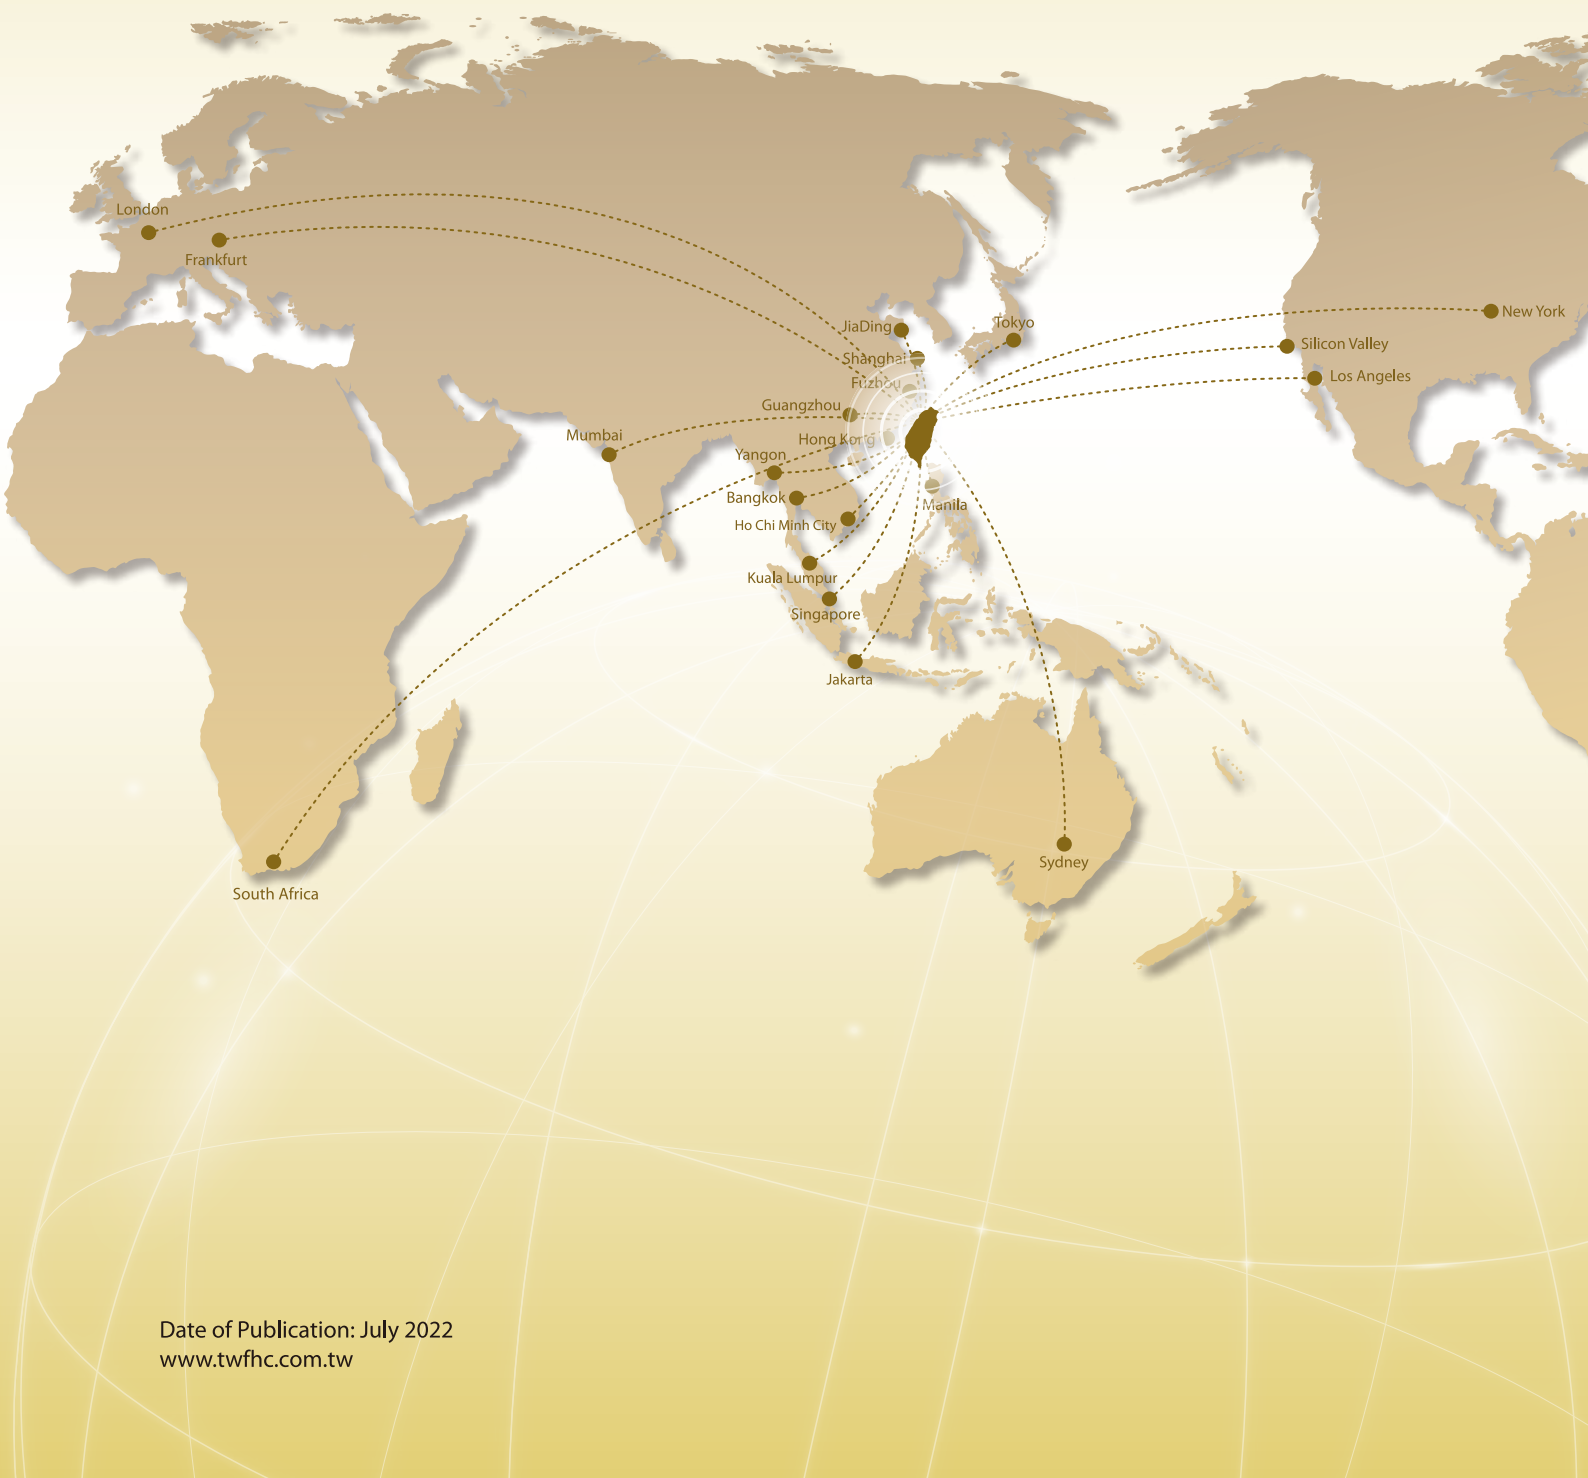 London
Frankfurt
New York
JiaDing
Tokyo
Silicon Valley
Shanghai
Los Angeles
Fuzhou
Guangzhou
Mumbai
Hong Kong
Yangon
Bangkok
Manila
Ho Chi Minh City
Kuala Lumpur
Singapore
Jakarta
Sydney
South Africa
Date of Publication: July 2022
www.twfhc.com.tw